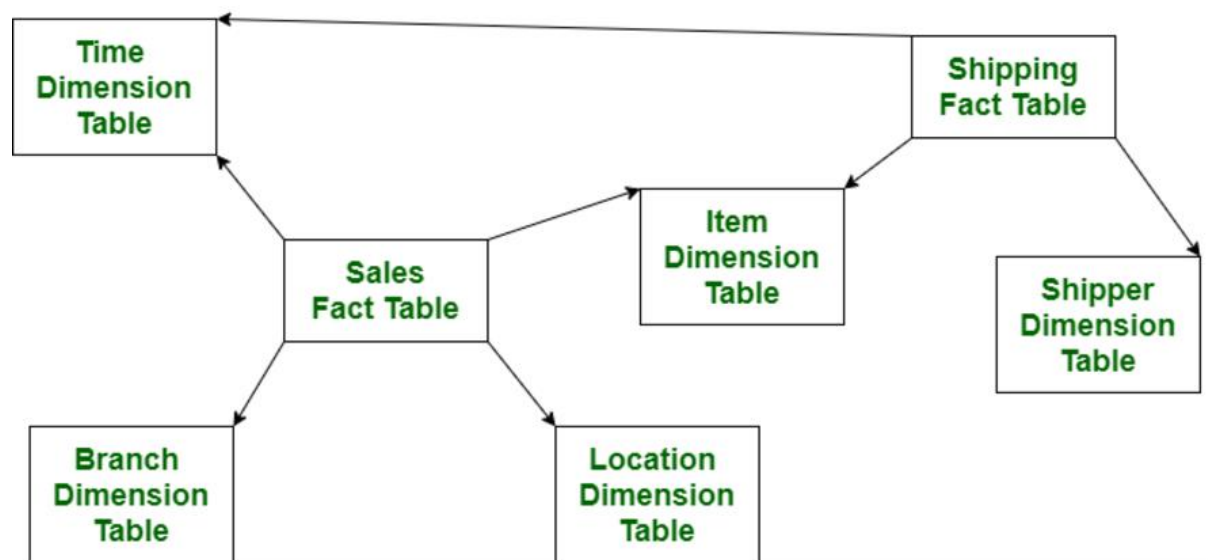 Time
Dimension
Table
Shipping
Fact Table
Item
Dimension
Table
Sales
Fact Table
Shipper
Dimension
Table
Branch
Dimension
Table
Location
Dimension
Table